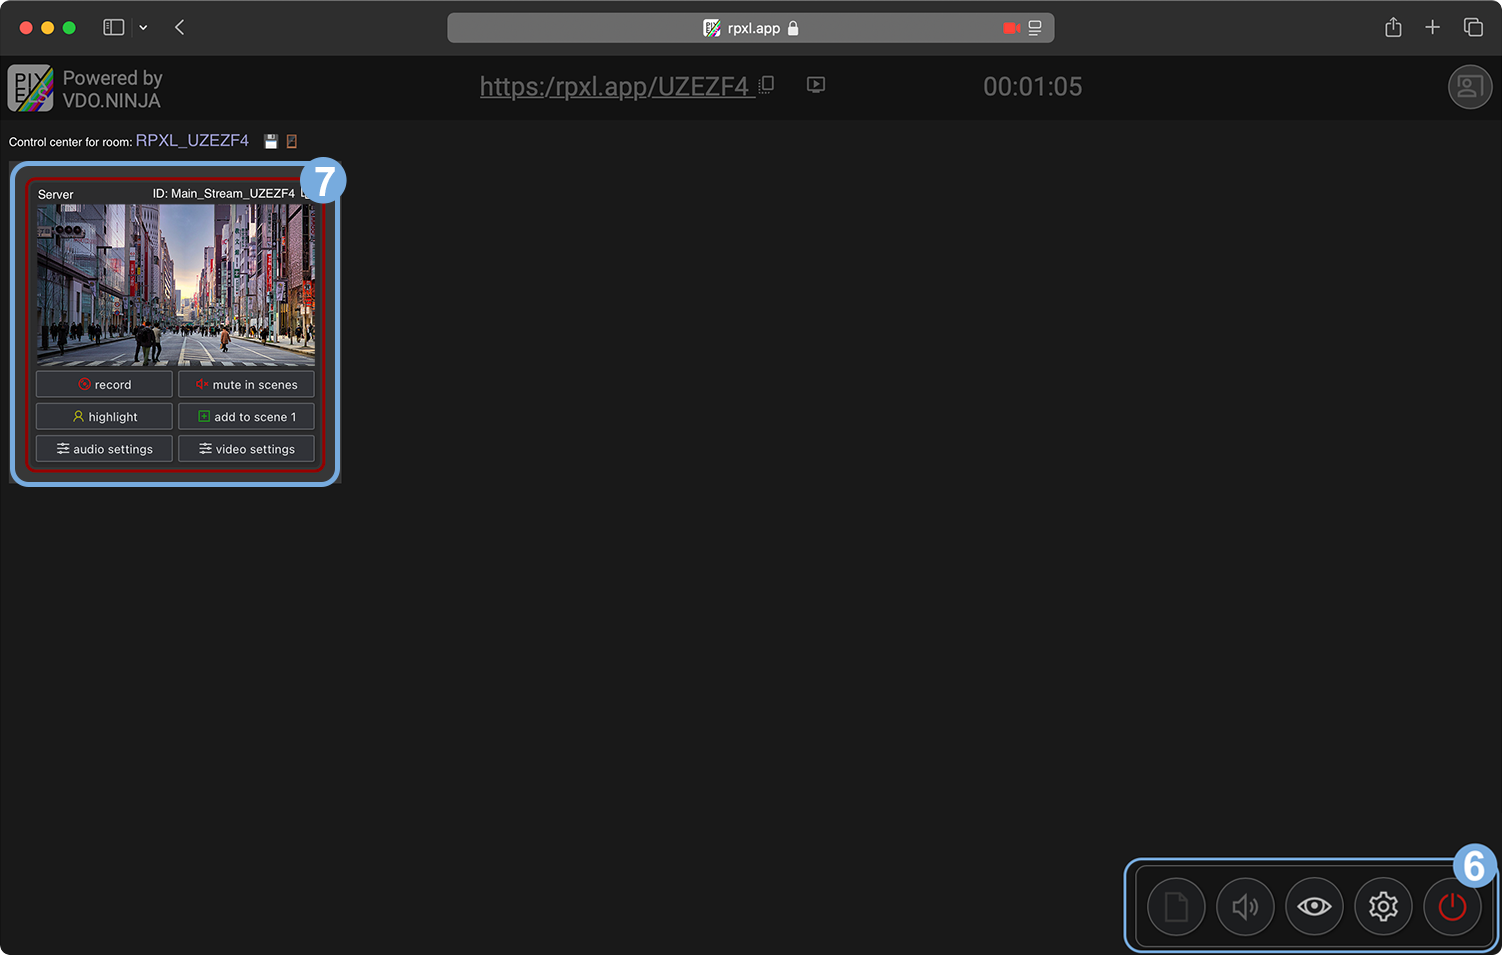 rpxl.app
PIXELS
Powered by
VDO.NINJA
https:/rpxl.app/UZEZF4
00:01:05
Control center for room: RPXL_UZEZF4
7
Server
ID: Main_Stream_UZEZF4
record
mute in scenes
highlight
add to scene 1
audio settings
video settings
6